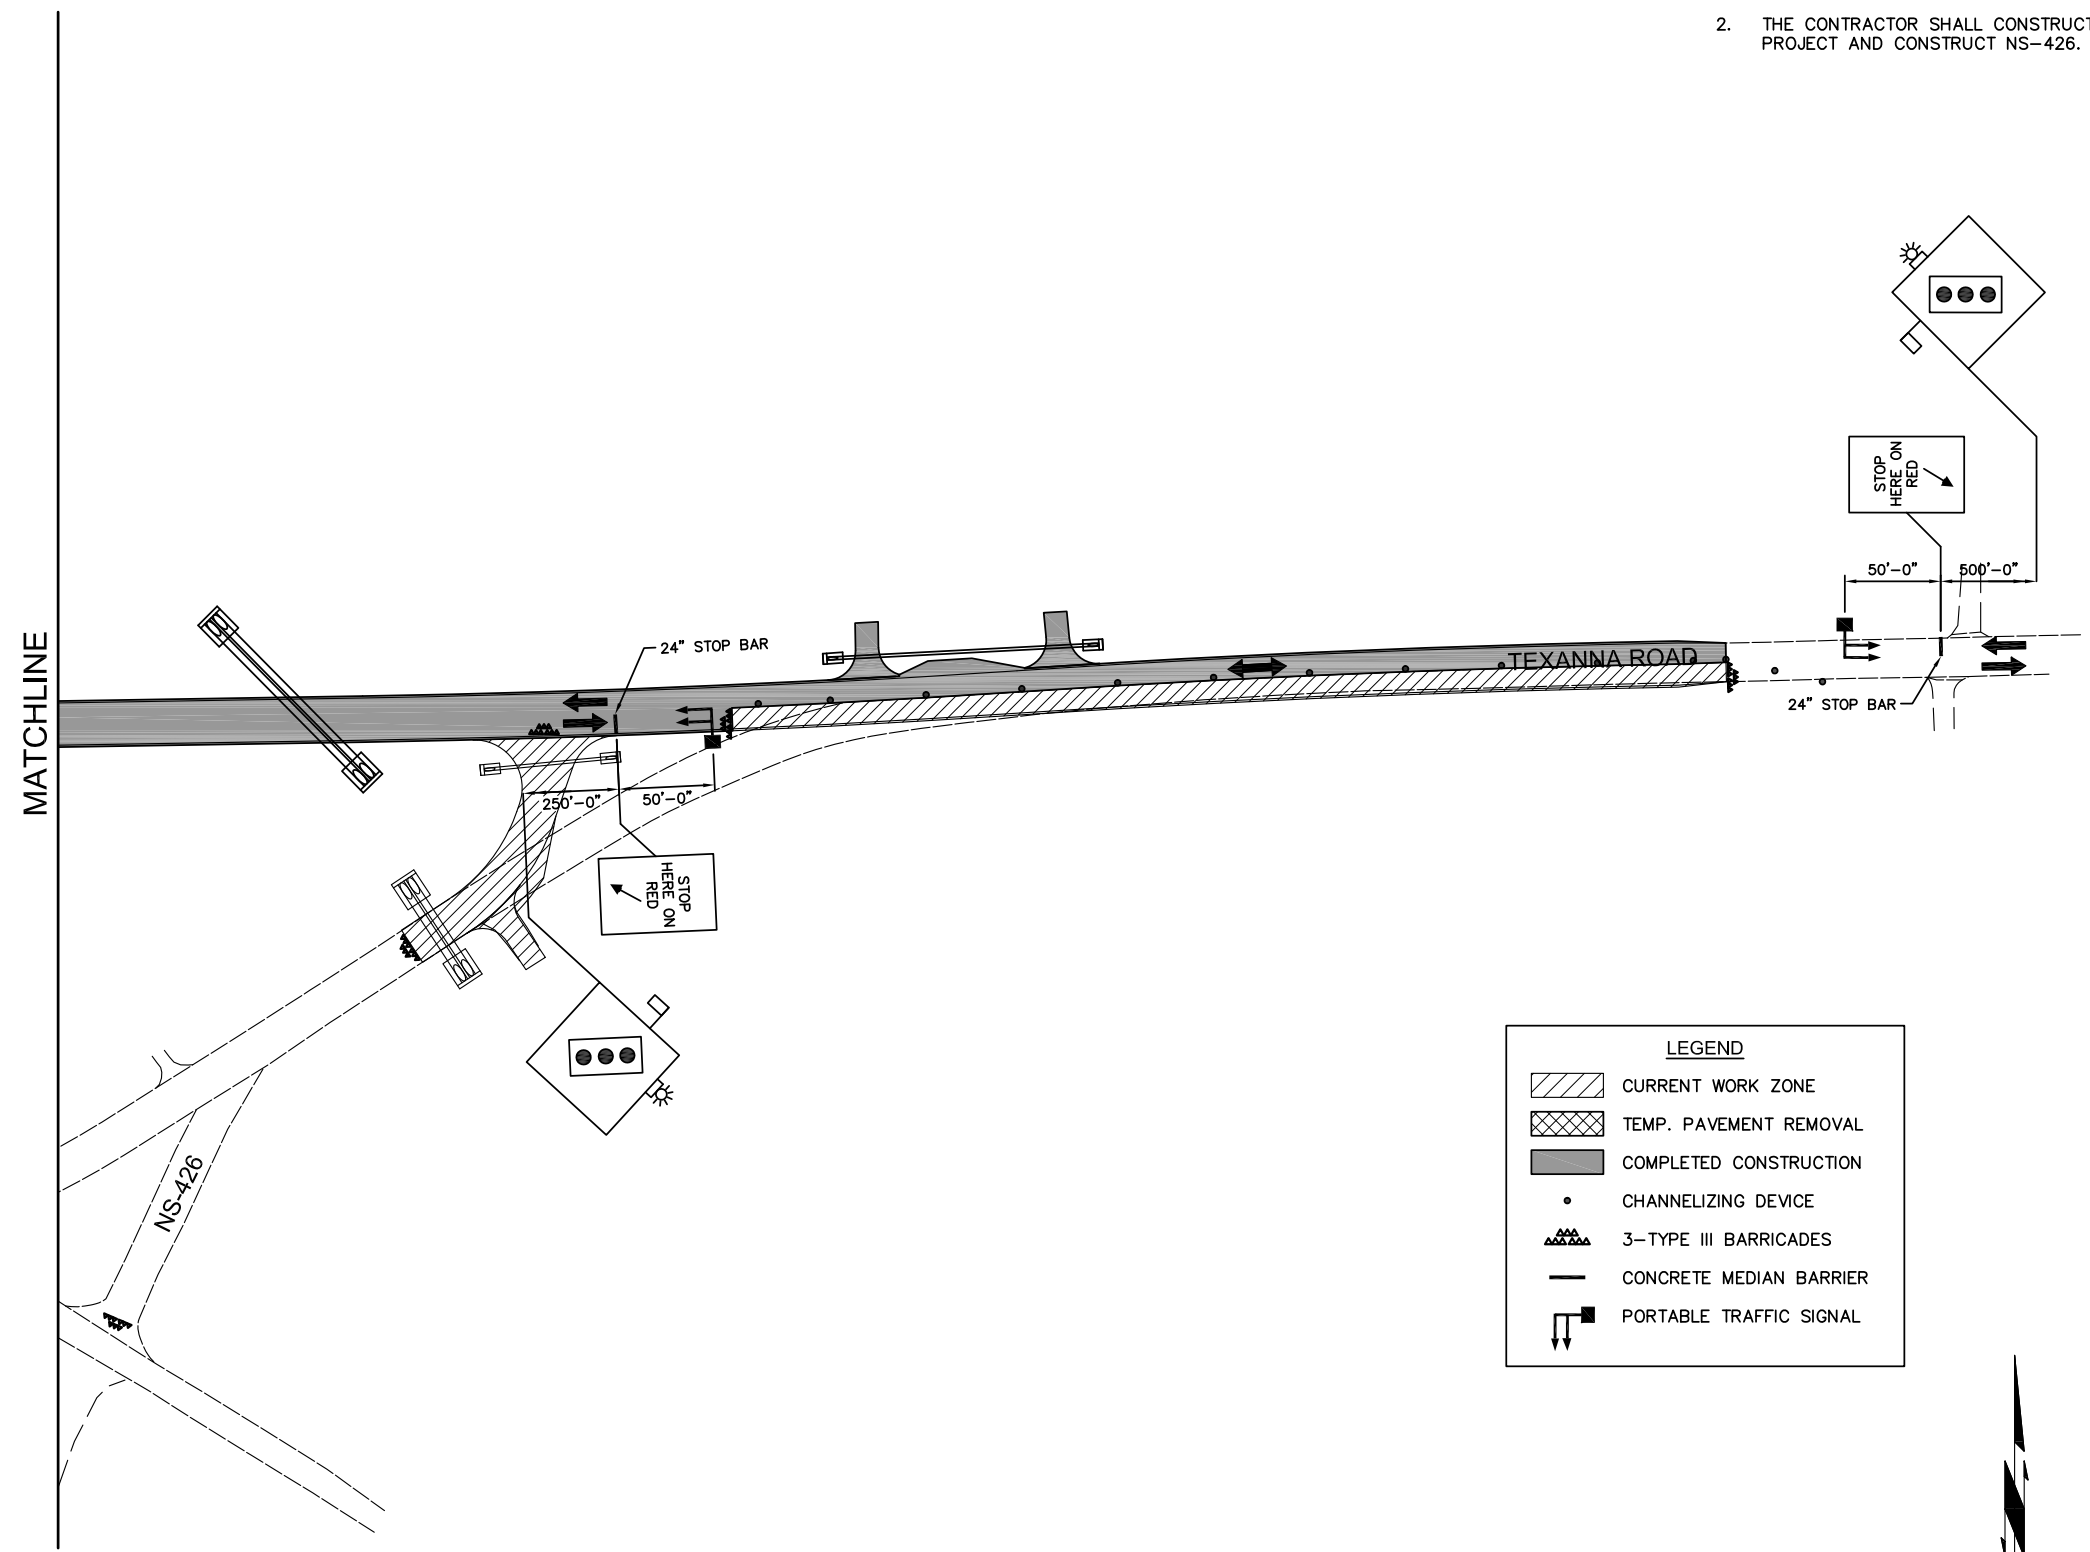 2. THE CONTRACTOR SHALL CONSTRUCT
PROJECT AND CONSTRUCT NS-426.
STOP
HERE ON
RED
50'-0"
500'-0"
24" STOP BAR
TEXANNA ROAD
24" STOP BAR
MATCHLINE
250'-0"
50'-0"
STOP
HERE ON
RED
NS-426
LEGEND
CURRENT WORK ZONE
TEMP. PAVEMENT REMOVAL
COMPLETED CONSTRUCTION
CHANNELIZING DEVICE
3-TYPE III BARRICADES
CONCRETE MEDIAN BARRIER
PORTABLE TRAFFIC SIGNAL